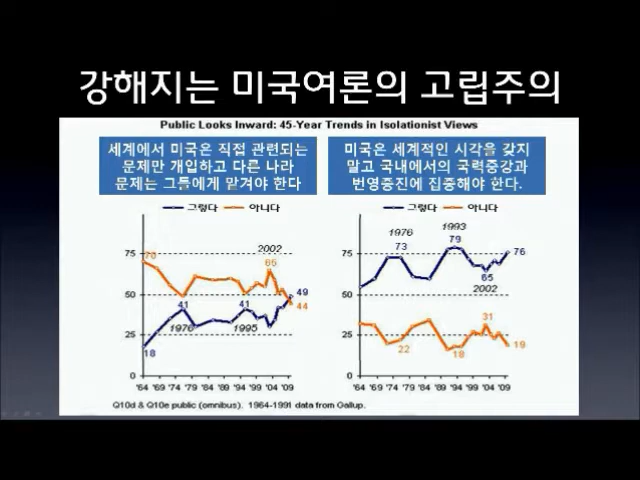 강해지는 미국여론의 고립주의
Public Looks Inward: 45-Year Trends in Isolationist Views
세계에서 미국은 직접 관련되는
문제만 개입하고 다른 나라
문제는 그들에게 맡겨야 한다
미국은 세계적인 시각을 갖지
말고 국내에서의 국력증강과
번영증진에 집중해야 한다.
그렇다 아니다
그렇다 아니다
75
50
25
0
70
18
41
1976
41
1995
2002
65
49
44
'64 '69 '74 '79 '84 '89 '94 '99 '04 '09
75
50
25
0
1976
73
1993
79
76
65
2002
22
18
31
19
'64 '69 '74 '79 '84 '89 '94 '99 '04 '09
Q10d & Q10e public (omnibus). 1964-1991 data from Gallup.